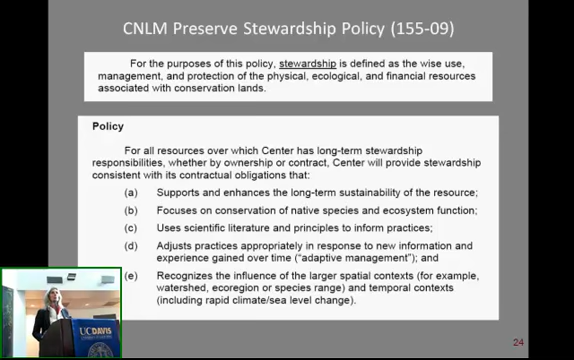 CNLM Preserve Stewardship Policy (155-09)
For the purposes of this policy, stewardship is defined as the wise use,
management, and protection of the physical, ecological, and financial resources
associated with conservation lands.
Policy
For all resources over which Center has long-term stewardship
responsibilities, whether by ownership or contract, Center will provide stewardship
consistent with its contractual obligations that:
(a) Supports and enhances the long-term sustainability of the resource;
(b) Focuses on conservation of native species and ecosystem function;
(c) Uses scientific literature and principles to inform practices;
(d) Adjusts practices appropriately in response to new information and
experience gained over time (“adaptive management”); and
(e) Recognizes the influence of the larger spatial contexts (for example,
watershed, ecoregion or species range) and temporal contexts
(including rapid climate/sea level change).
UCDAVIS
24